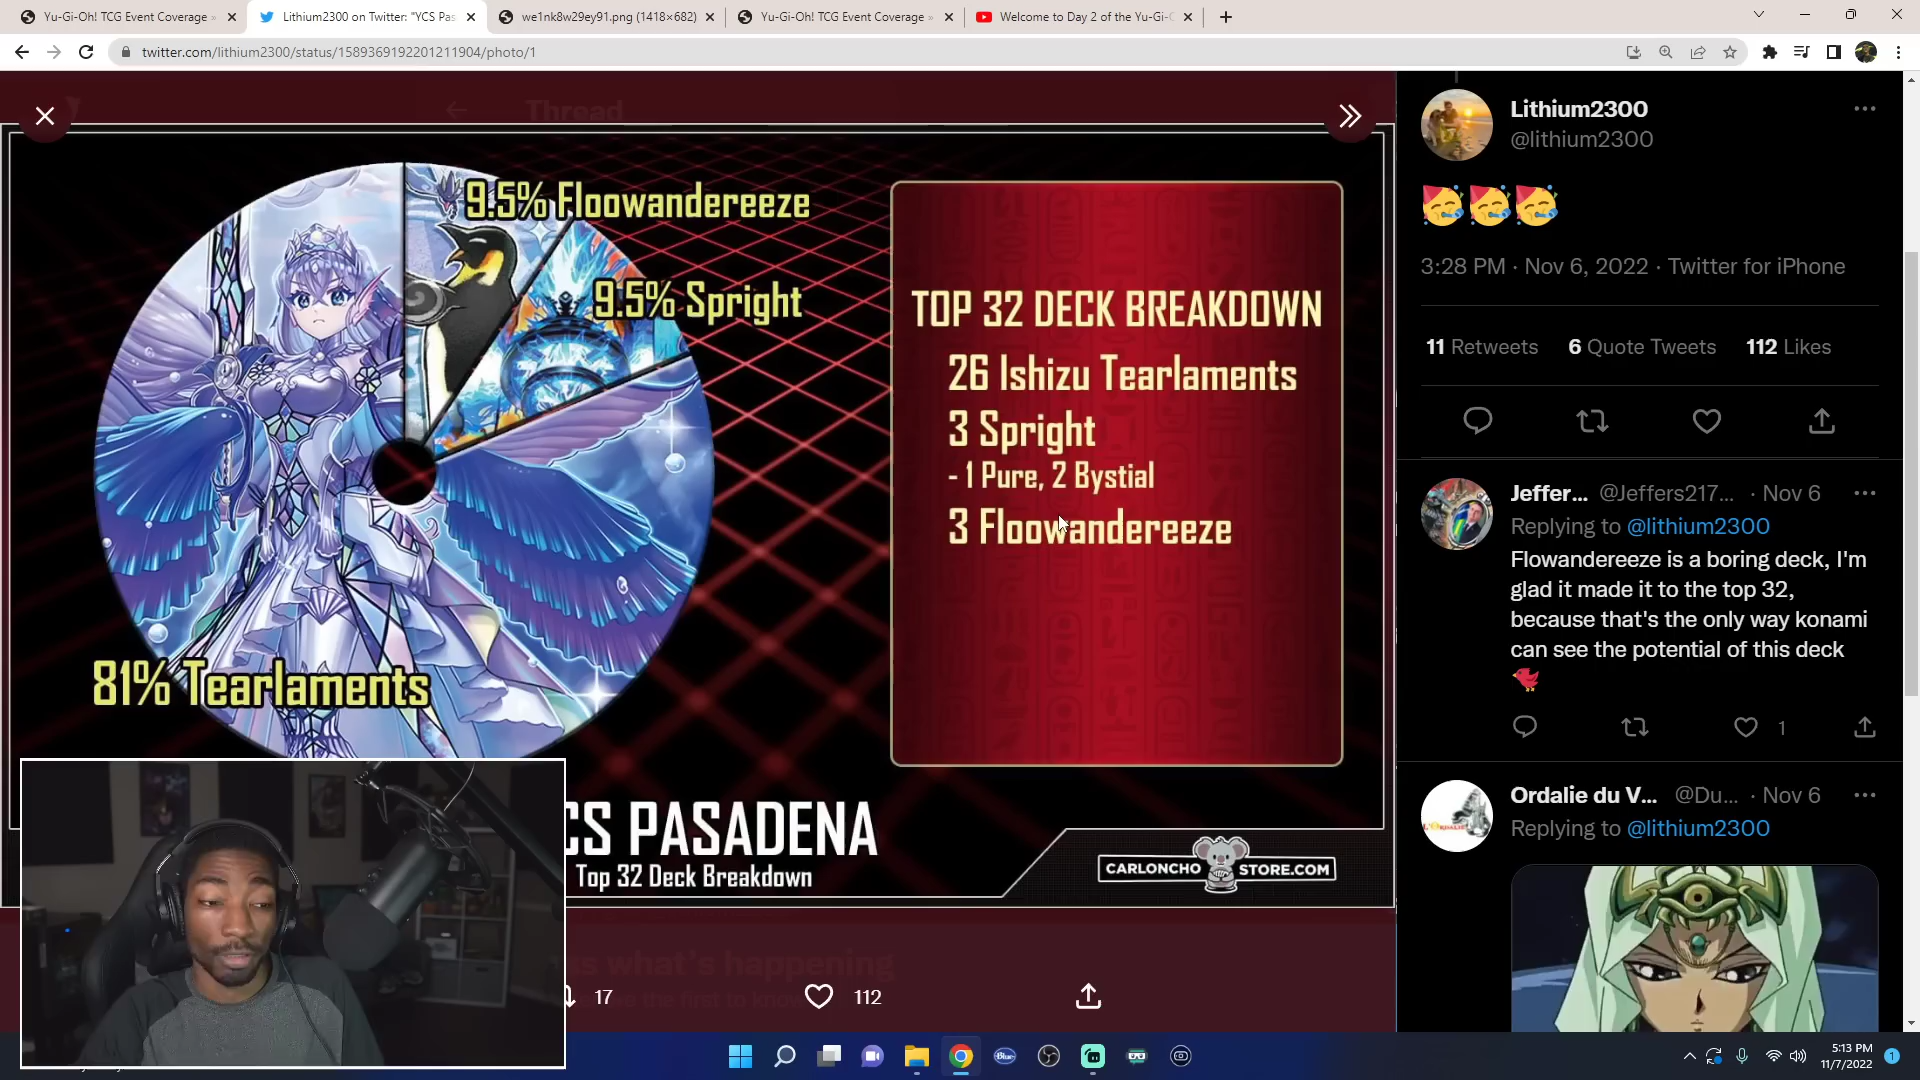 Yu-Gi-Oh! TCG Event Coverage »
Lithium2300 on Twitter: "YCS Pas
we1nk8w29ey91.png (1418×682)
Yu-Gi-Oh! TCG Event Coverage »
Welcome to Day 2 of the Yu-Gi-O
twitter.com/lithium2300/status/1589369192201211904/photo/1
Thread
9.5% Floowandereeze
9.5% Spright
81% Tearlaments
TOP 32 DECK BREAKDOWN
26 Ishizu Tearlaments
3 Spright
- 1 Pure, 2 Bystial
3 Floowandereeze
CS PASADENA
Top 32 Deck Breakdown
CARLONCHO STORE.COM
s what's happening
17
112
Lithium2300
@lithium2300
3:28 PM · Nov 6, 2022 · Twitter for iPhone
11 Retweets 6 Quote Tweets 112 Likes
Jeffer... @Jeffers217... · Nov 6
Replying to @lithium2300
Flowandereeze is a boring deck, I'm
glad it made it to the top 32,
because that's the only way konami
can see the potential of this deck
1
Ordalie du V... @Du... · Nov 6
Replying to @lithium2300
Blue
5:13 PM
11/7/2022
1